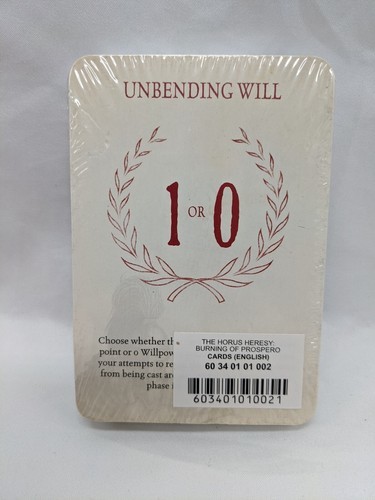 UNBENDING WILL
1 OR 0
Choose whether th
point or 0 Willpow
your attempts to re
from being cast ar
phase i
THE HORUS HERESY:
BURNING OF PROSPERO
CARDS (ENGLISH)
60 34 01 01 002
603401010021